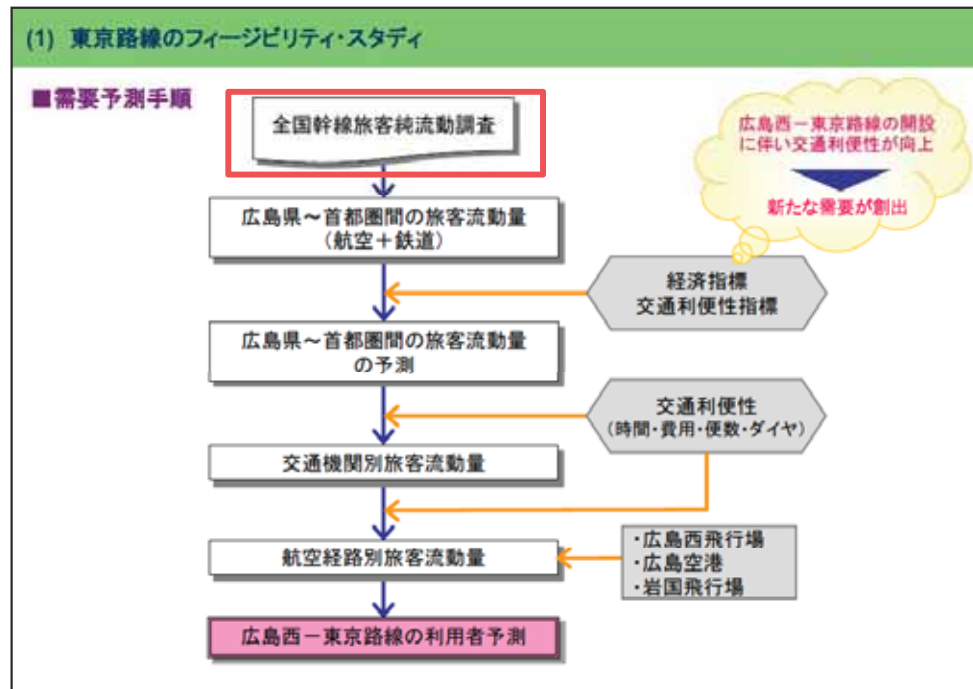 (1) 東京路線のフィージビリティ・スタディ
■需要予測手順
全国幹線旅客純流動調査
広島西－東京路線の開設
に伴い交通利便性が向上
新たな需要が創出
広島県～首都圏間の旅客流動量
(航空＋鉄道)
経済指標
交通利便性指標
広島県～首都圏間の旅客流動量
の予測
交通利便性
(時間・費用・便数・ダイヤ)
交通機関別旅客流動量
航空経路別旅客流動量
・広島西飛行場
・広島空港
・岩国飛行場
広島西－東京路線の利用者予測